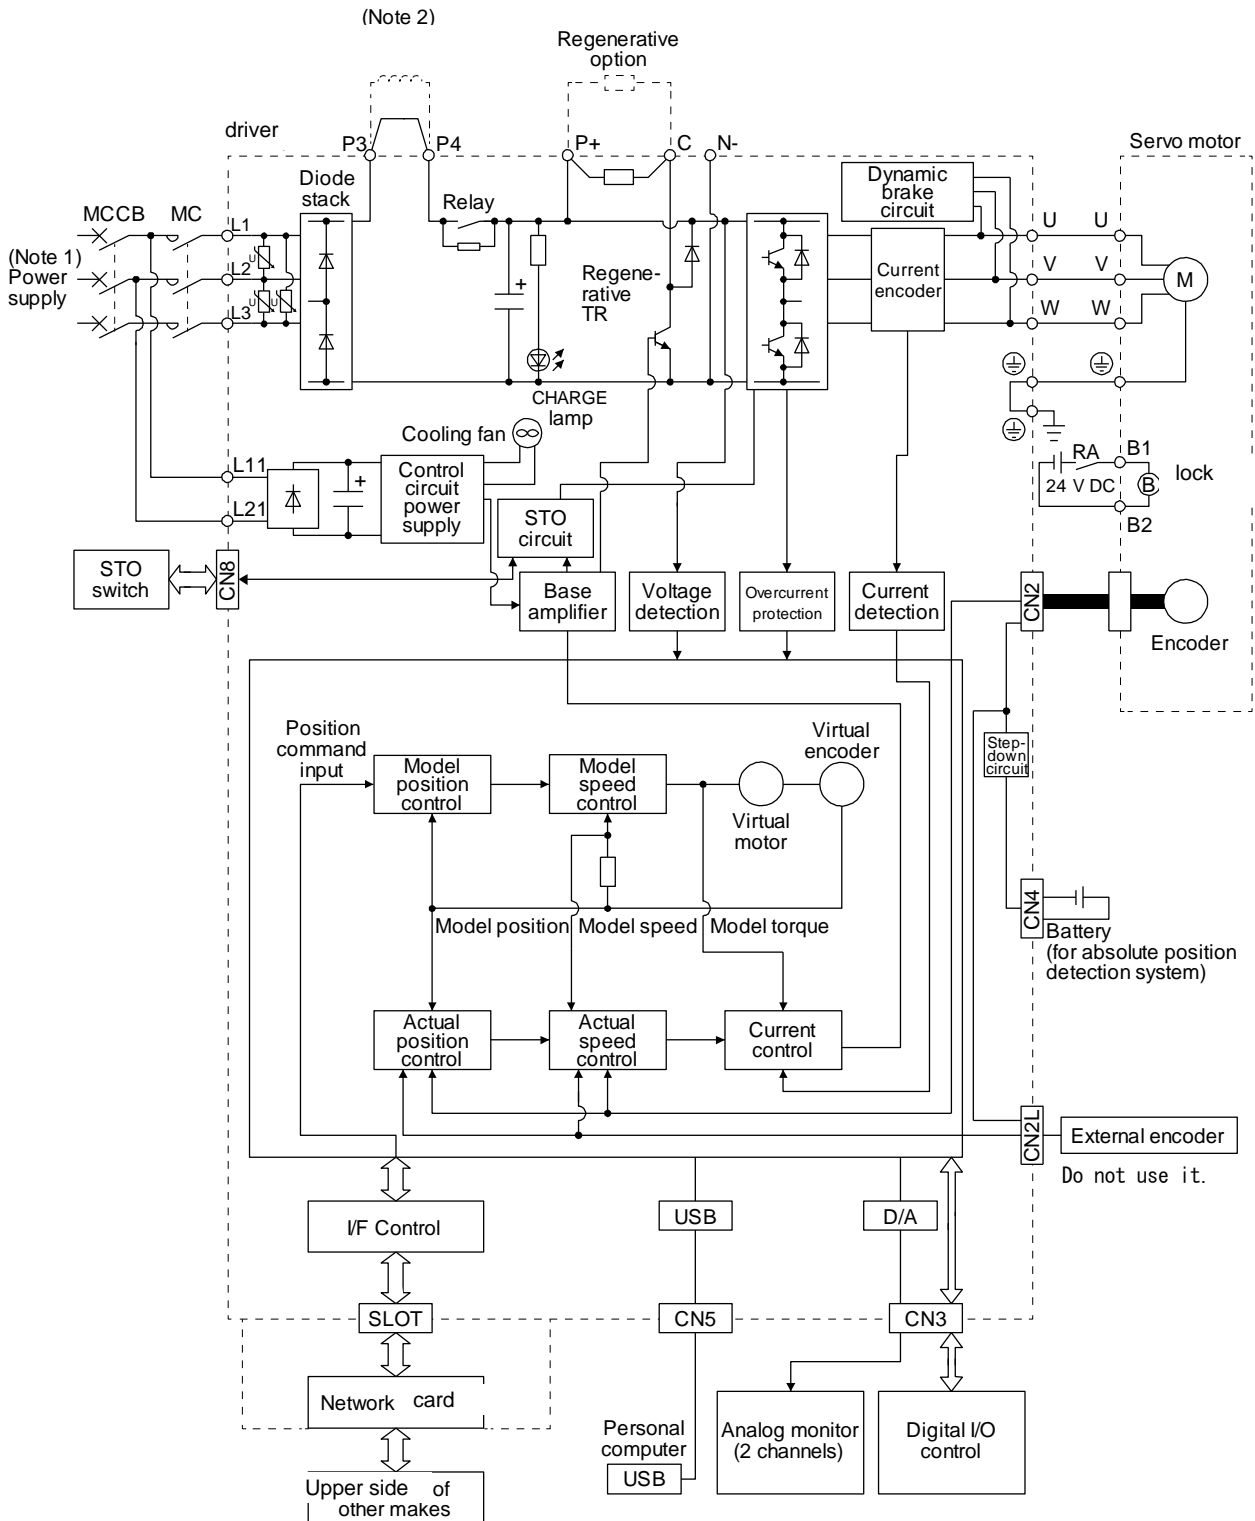 (Note 2)
Regenerative
option
driver
P3
P4
P+
C
N-
Servo motor
Diode
stack
Relay
Dynamic
brake
circuit
MCCB
MC
L1
L2
L3
(Note 1)
Power
supply
U
U
U
+
Regene-
rative
TR
Current
encoder
U
U
V
V
W
W
M
CHARGE
lamp
Cooling fan
L11
L21
+
Control
circuit
power
supply
STO
circuit
RA
24 V DC
B1
B
B2
lock
STO
switch
CN8
Base
amplifier
Voltage
detection
Overcurrent
protection
Current
detection
CN2
Encoder
Position
command
input
Model
position
control
Model
speed
control
Virtual
encoder
Virtual
motor
Step-
down
circuit
Model position
Model speed
Model torque
CN4
Battery
(for absolute position
detection system)
Actual
position
control
Actual
speed
control
Current
control
CN2L
External encoder
Do not use it.
I/F Control
USB
D/A
SLOT
CN5
CN3
Network card
Personal
computer
USB
Analog monitor
(2 channels)
Digital I/O
control
Upper side of
other makes